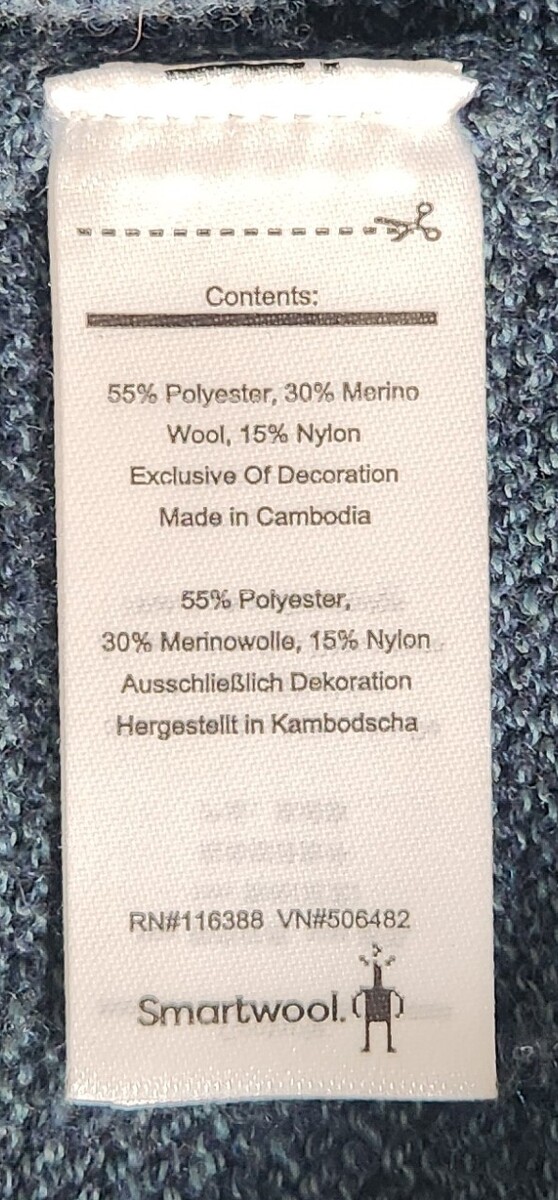 Contents:
55% Polyester, 30% Merino
Wool, 15% Nylon
Exclusive Of Decoration
Made in Cambodia
55% Polyester,
30% Merinowolle, 15% Nylon
Ausschließlich Dekoration
Hergestellt in Kambodscha
RN#116388 VN#506482
Smartwool.